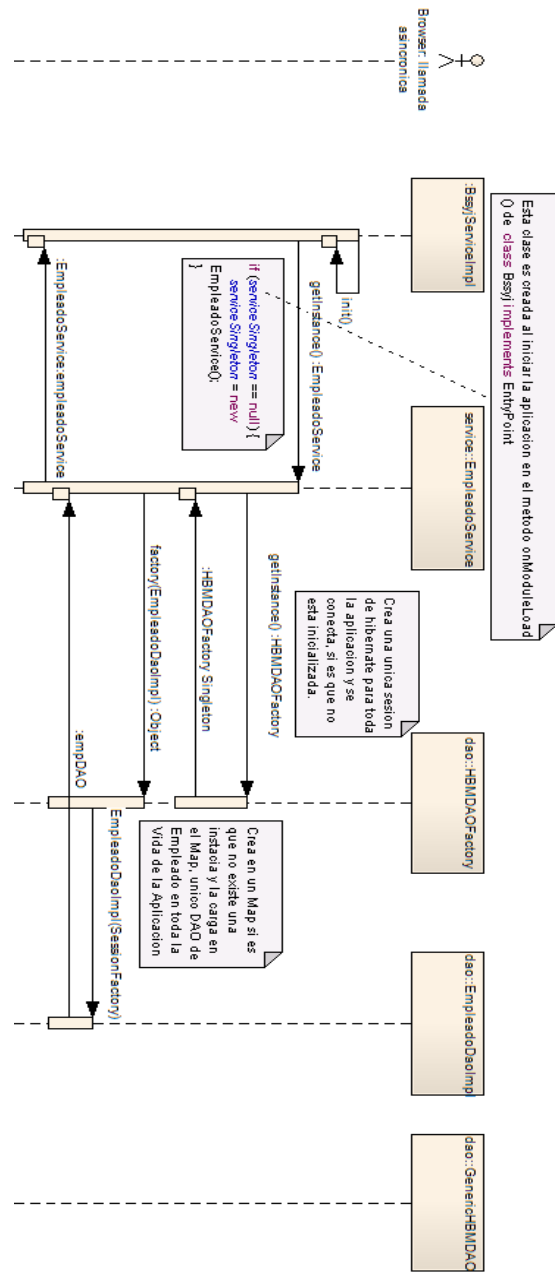 Browser: llamada
asincronica
:BssyjServiceImpl
service::EmpleadoService
dao::HBMDAOFactory
dao::EmpleadoDaoImpl
dao::GenericHBMDAO
Esta clase es creada al iniciar la aplicacion en el metodo onModuleLoad
() de class Bssyj implements EntryPoint
init()
getInstance() :EmpleadoService
if (serviceSingleton == null) {
serviceSingleton = new
EmpleadoService();
}
getInstance() :HBMDAOFactory
Crea una unica sesion
de hibernate para toda
la aplicacion y se
conecta, si es que no
esta inicializada.
:HBMDAOFactory Singleton
factory(EmpleadoDaoImpl) :Object
Crea en un Map si es
que no existe una
instacia y la carga en
el Map, unico DAO de
Empleado en toda la
Vida de la Aplicacion
EmpleadoDaoImpl(SessionFactory)
:empDAO
:EmpleadoService:empleadoService